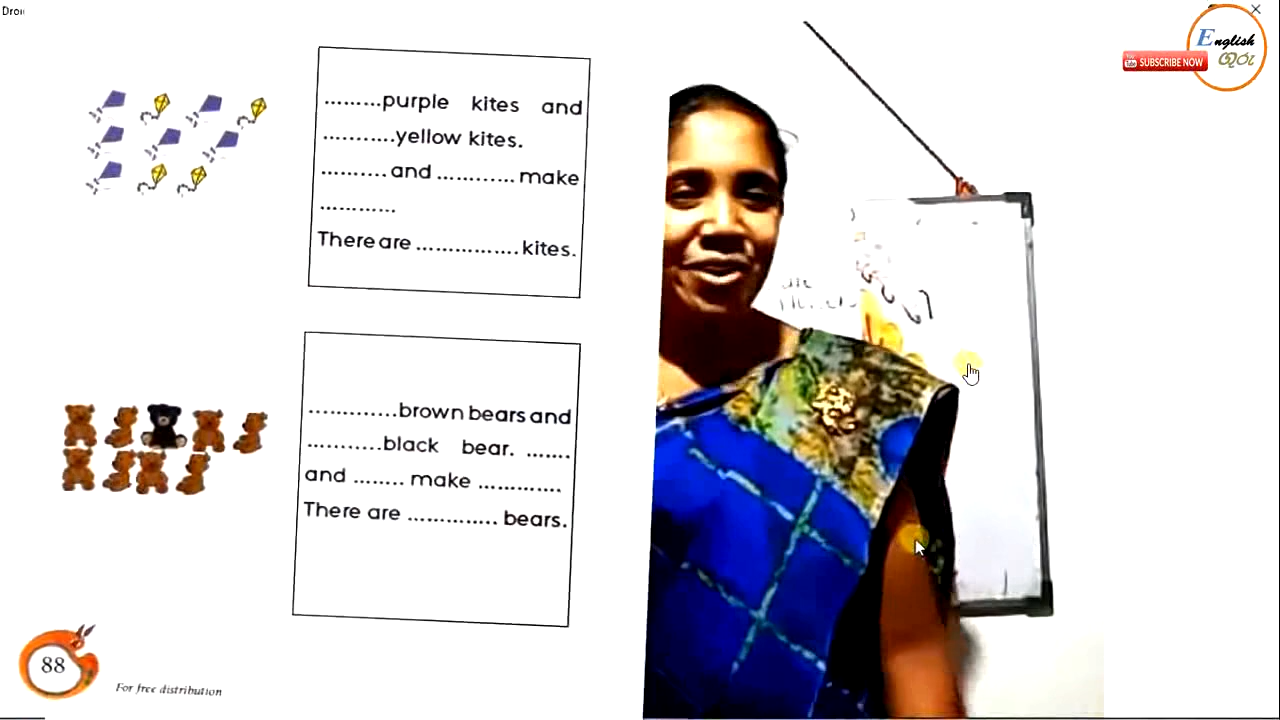 English
ගුරු
SUBSCRIBE NOW
.........purple kites and
...........yellow kites.
.......... and ............ make
............
There are ................ kites.
.............brown bears and
...........black bear. .......
and ........ make .............
There are .............. bears.
88
For free distribution